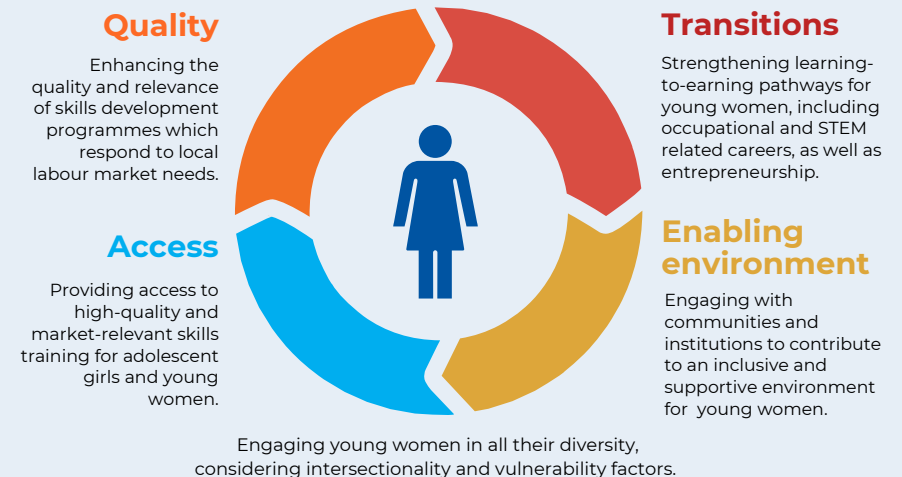 Quality
Enhancing the
quality and relevance
of skills development
programmes which
respond to local
labour market needs.
Transitions
Strengthening learning-
to-earning pathways for
young women, including
occupational and STEM
related careers, as well as
entrepreneurship.
Access
Providing access to
high-quality and
market-relevant skills
training for adolescent
girls and young
women.
Enabling
environment
Engaging with
communities and
institutions to contribute
to an inclusive and
supportive environment
for young women.
Engaging young women in all their diversity,
considering intersectionality and vulnerability factors.